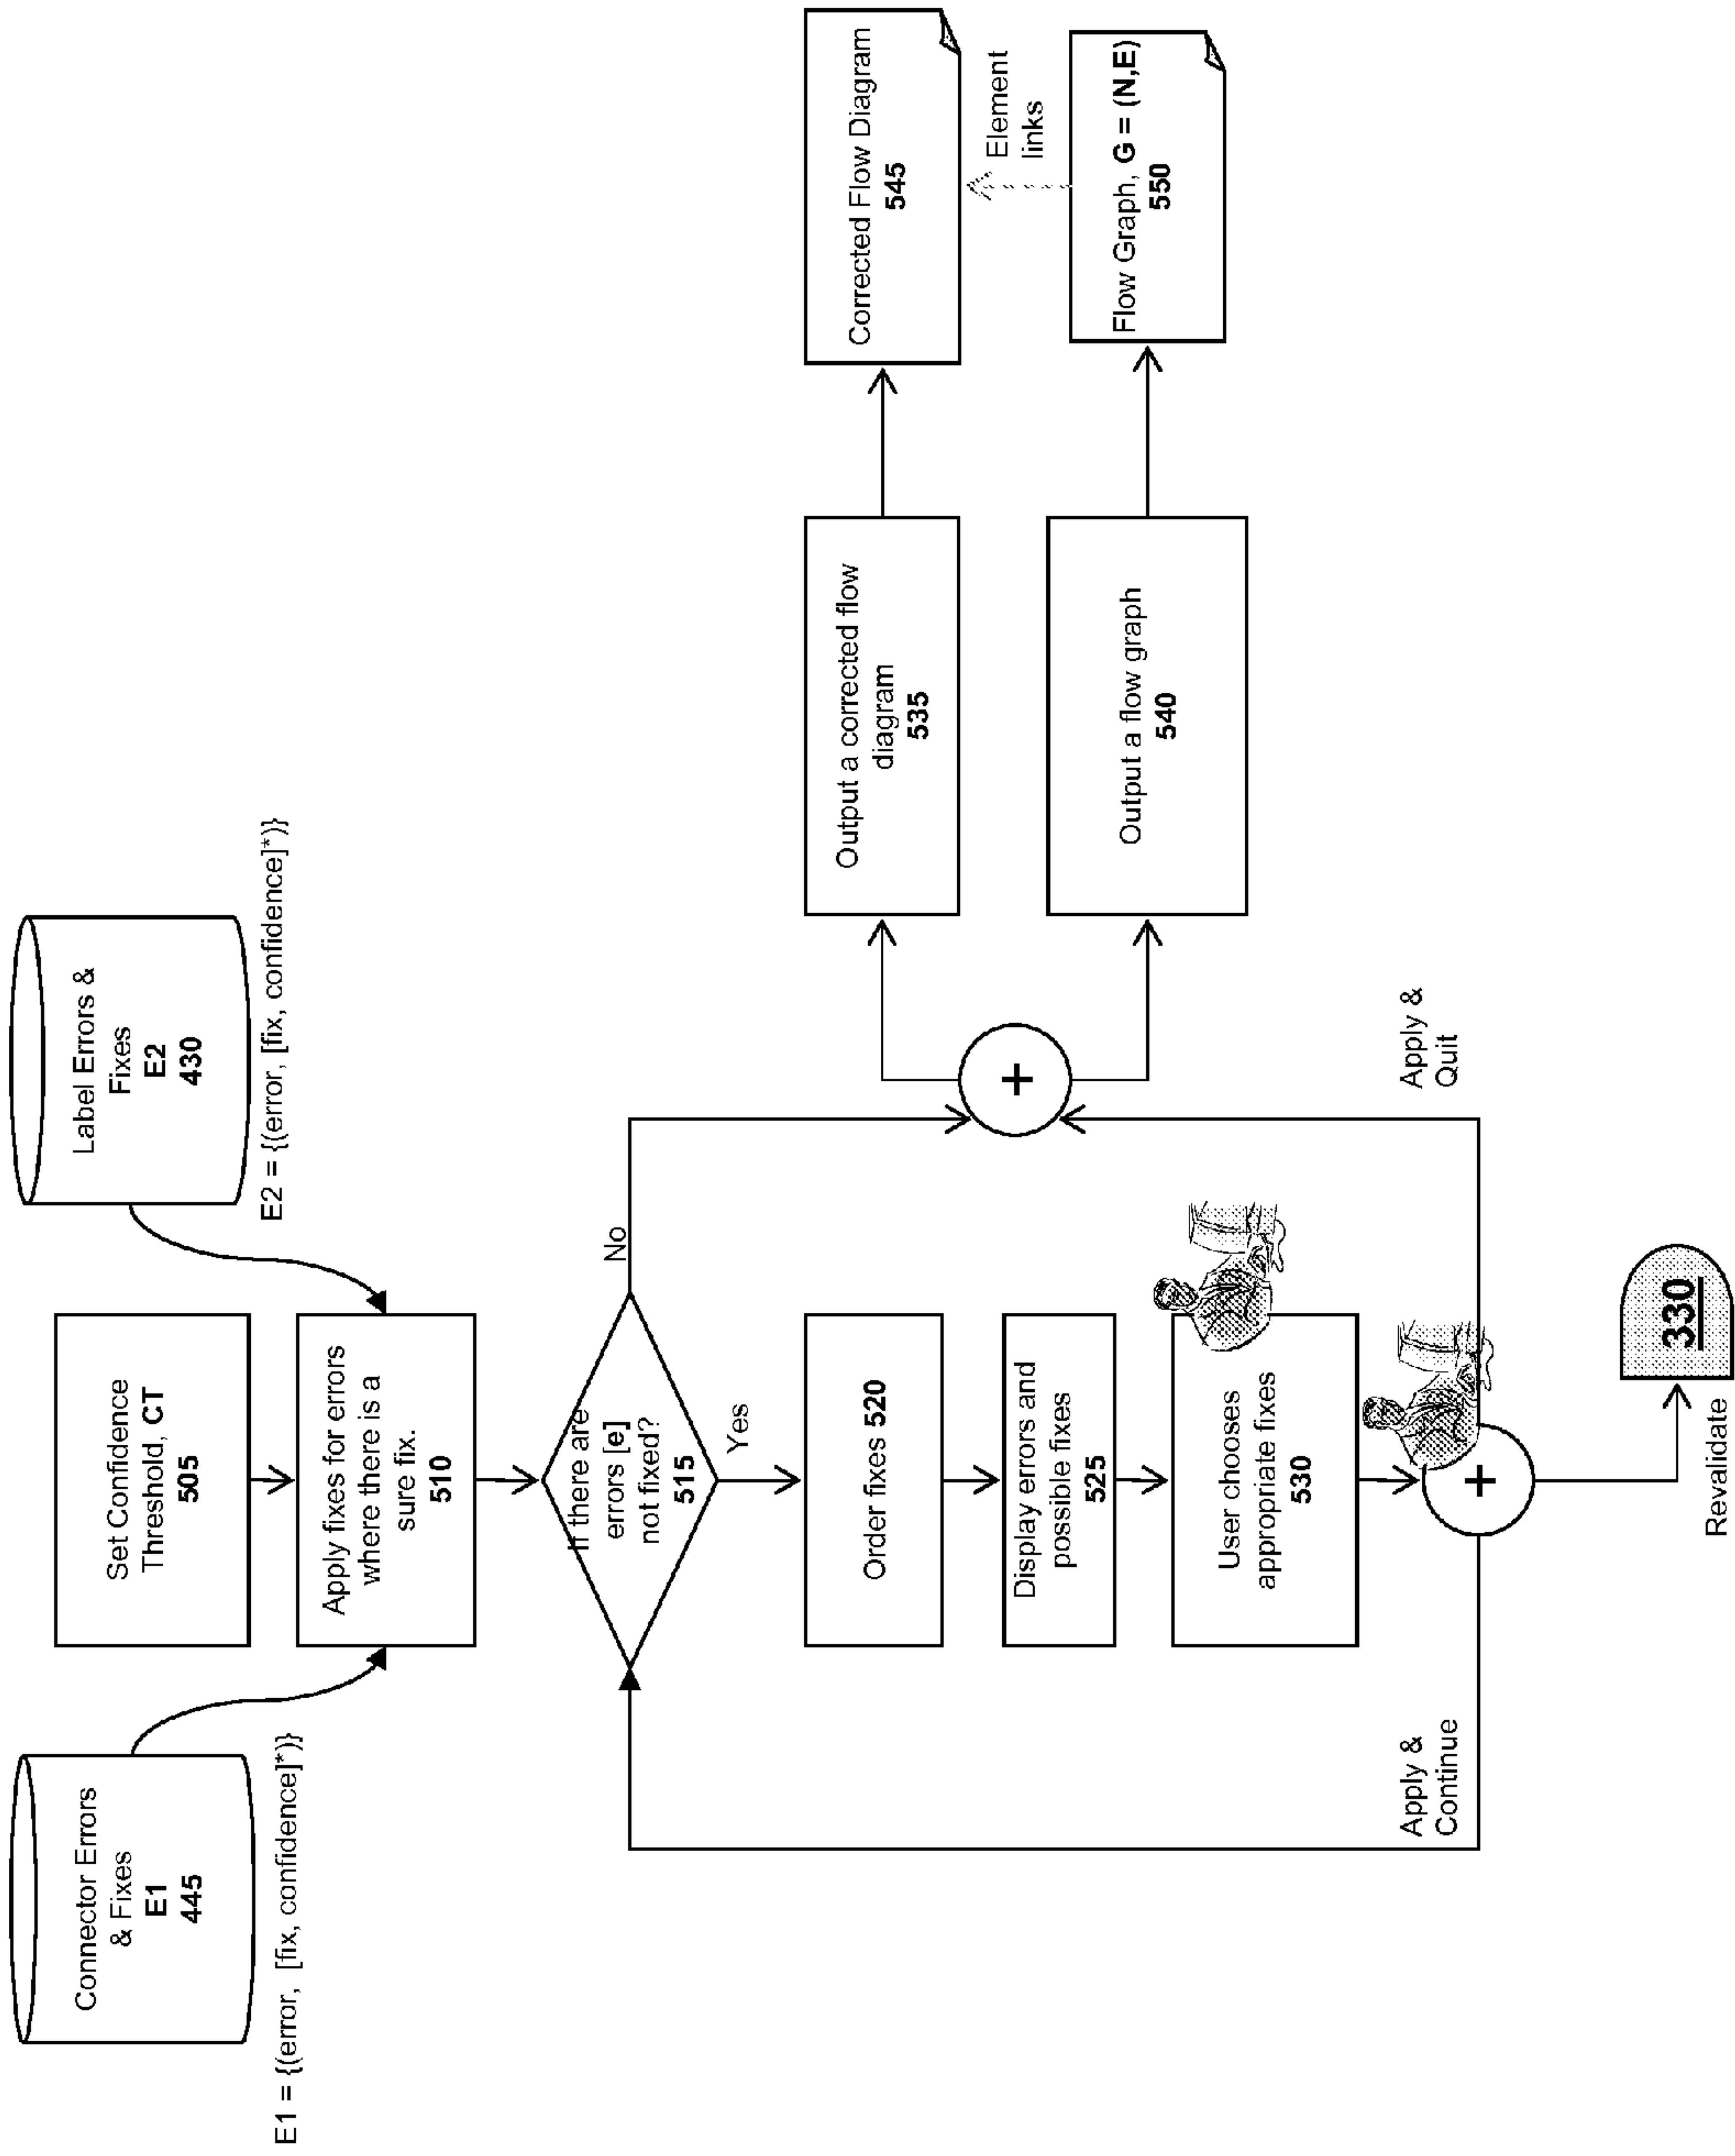 Connector Errors
& Fixes
E1
445
E1 = {(error, [fix, confidence]*)}
Set Confidence
Threshold, CT
505
Label Errors &
Fixes
E2
430
E2 = {(error, [fix, confidence]*)}
Apply fixes for errors
where there is a
sure fix.
510
If there are
errors [e]
not fixed?
515
No
Yes
Order fixes 520
Display errors and
possible fixes
525
User chooses
appropriate fixes
530
+
Apply &
Continue
Apply &
Quit
Revalidate
330
+
Output a corrected flow
diagram
535
Corrected Flow Diagram
545
Element
links
Output a flow graph
540
Flow Graph, G = (N,E)
550